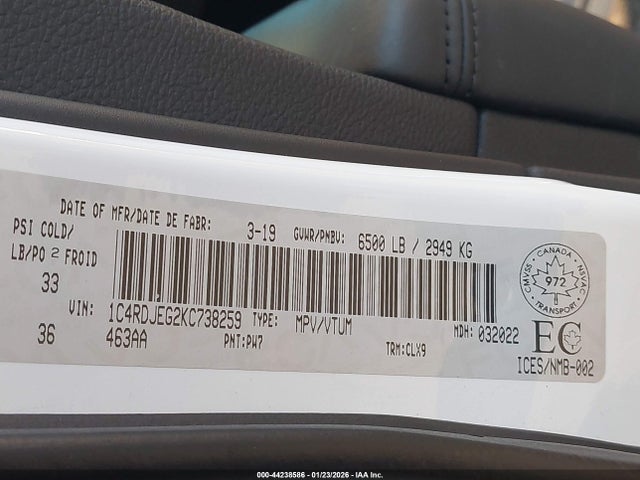 DATE OF MFR/DATE DE FABR: 3-19 GVWR/PNBV: 6500 LB / 2949 KG
PSI COLD/
LB/PO 2 FROID
33
36
VIN: 1C4RDJEG2KC738259 TYPE: MPV/VTUM MDH: 032022
463AA PNT:PW7 TRM:CLX9
CMVSS • CANADA • NSVAC
972
TRANSPORT
EC
ICES/NMB-002
000-44238586 - 01/23/2026 - IAA Inc.